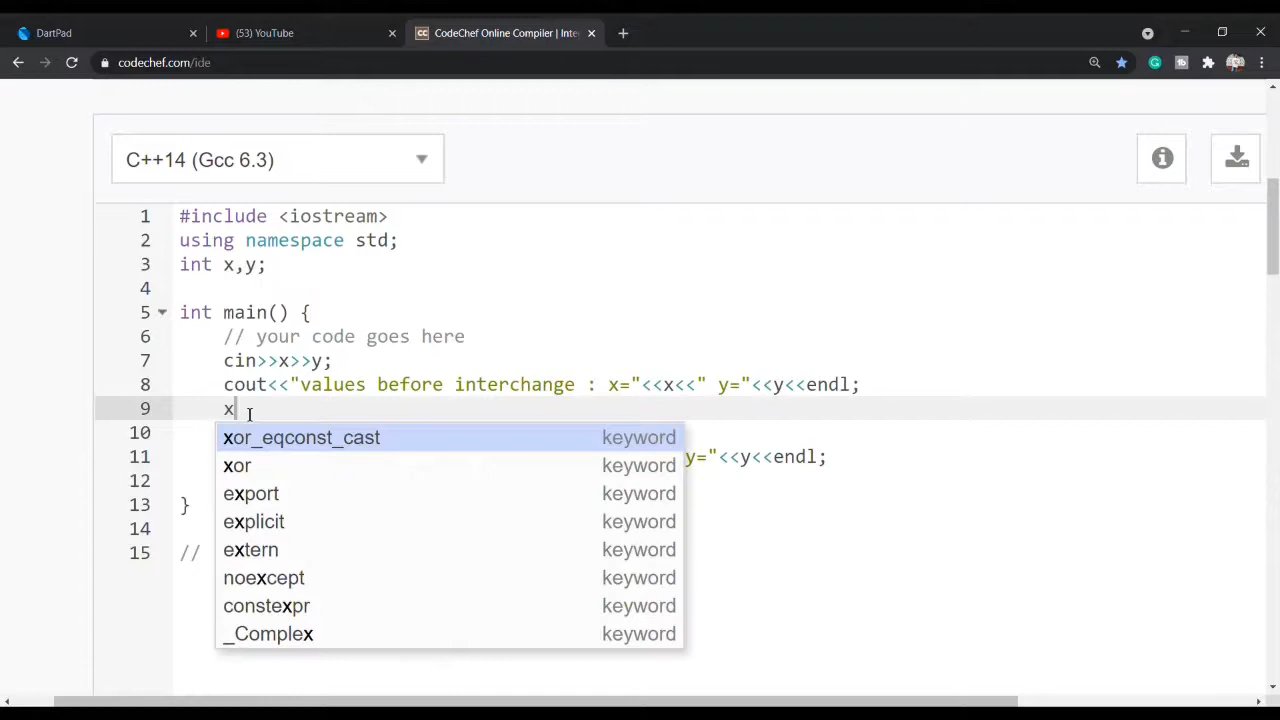 DartPad
(53) YouTube
CC CodeChef Online Compiler | Inte
codechef.com/ide
C++14 (Gcc 6.3)
1 #include <iostream>
2 using namespace std;
3 int x,y;
4
5 int main() {
6 // your code goes here
7 cin>>x>>y;
8 cout<<"values before interchange : x="<<x<<" y="<<y<<endl;
9 x
10
11 y="<<y<<endl;
12
13 }
14
15 //
xor_eqconst_cast keyword
xor keyword
export keyword
explicit keyword
extern keyword
noexcept keyword
constexpr keyword
_Complex keyword